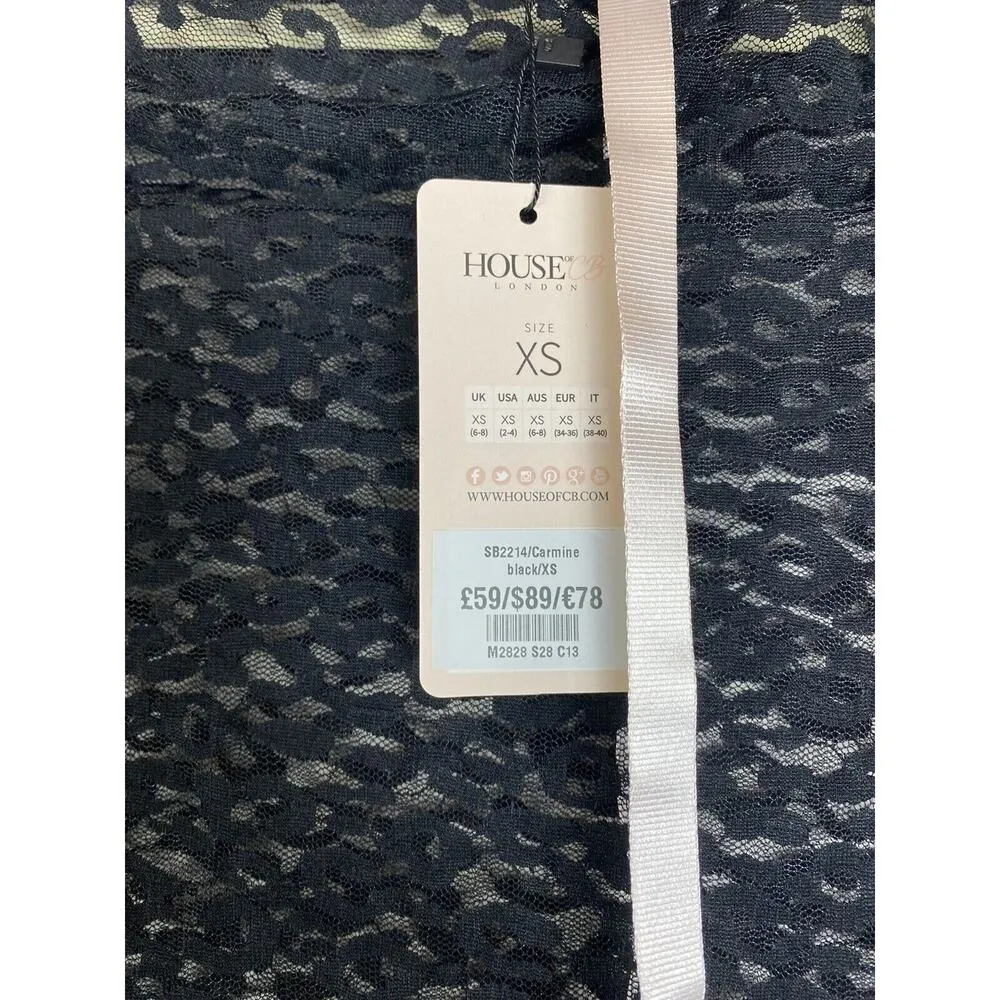 HOUSE OF CB
LONDON
SIZE
XS
UK USA AUS EUR IT
XS XS XS XS XS
(6-8) (2-4) (6-8) (34-36) (38-40)
WWW.HOUSEOFCB.COM
SB2214/Carmine
black/XS
£59/$89/€78
M2828 S28 C13